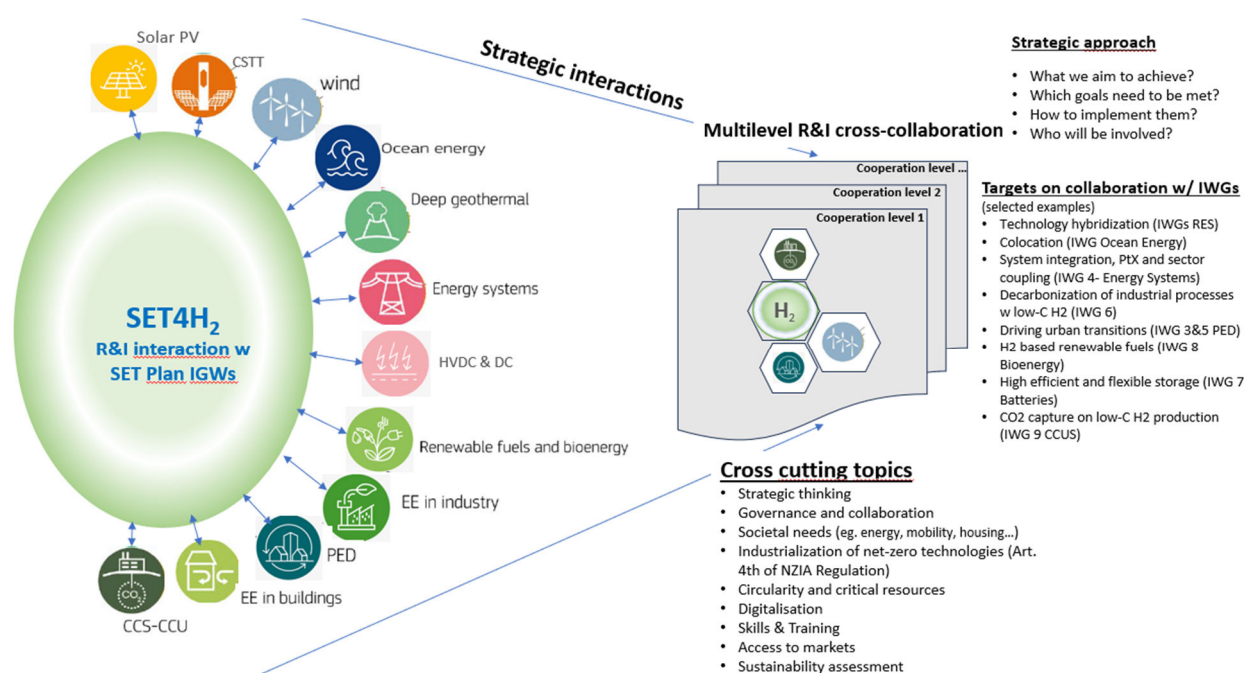 Solar PV
CSTT
wind
Ocean energy
Deep geothermal
Energy systems
HVDC & DC
Renewable fuels and bioenergy
EE in industry
PED
EE in buildings
CCS-CCU
CO₂
SET4H₂
R&I interaction w
SET Plan IGWs
Strategic interactions
Multilevel R&I cross-collaboration
Cooperation level ...
Cooperation level 2
Cooperation level 1
CO₂
H₂
Strategic approach
• What we aim to achieve?
• Which goals need to be met?
• How to implement them?
• Who will be involved?
Targets on collaboration w/ IWGs
(selected examples)
• Technology hybridization (IWGs RES)
• Colocation (IWG Ocean Energy)
• System integration, PtX and sector
coupling (IWG 4- Energy Systems)
• Decarbonization of industrial processes
w low-C H2 (IWG 6)
• Driving urban transitions (IWG 3&5 PED)
• H2 based renewable fuels (IWG 8
Bioenergy)
• High efficient and flexible storage (IWG 7
Batteries)
• CO2 capture on low-C H2 production
(IWG 9 CCUS)
Cross cutting topics
• Strategic thinking
• Governance and collaboration
• Societal needs (eg. energy, mobility, housing...)
• Industrialization of net-zero technologies (Art.
4th of NZIA Regulation)
• Circularity and critical resources
• Digitalisation
• Skills & Training
• Access to markets
• Sustainability assessment